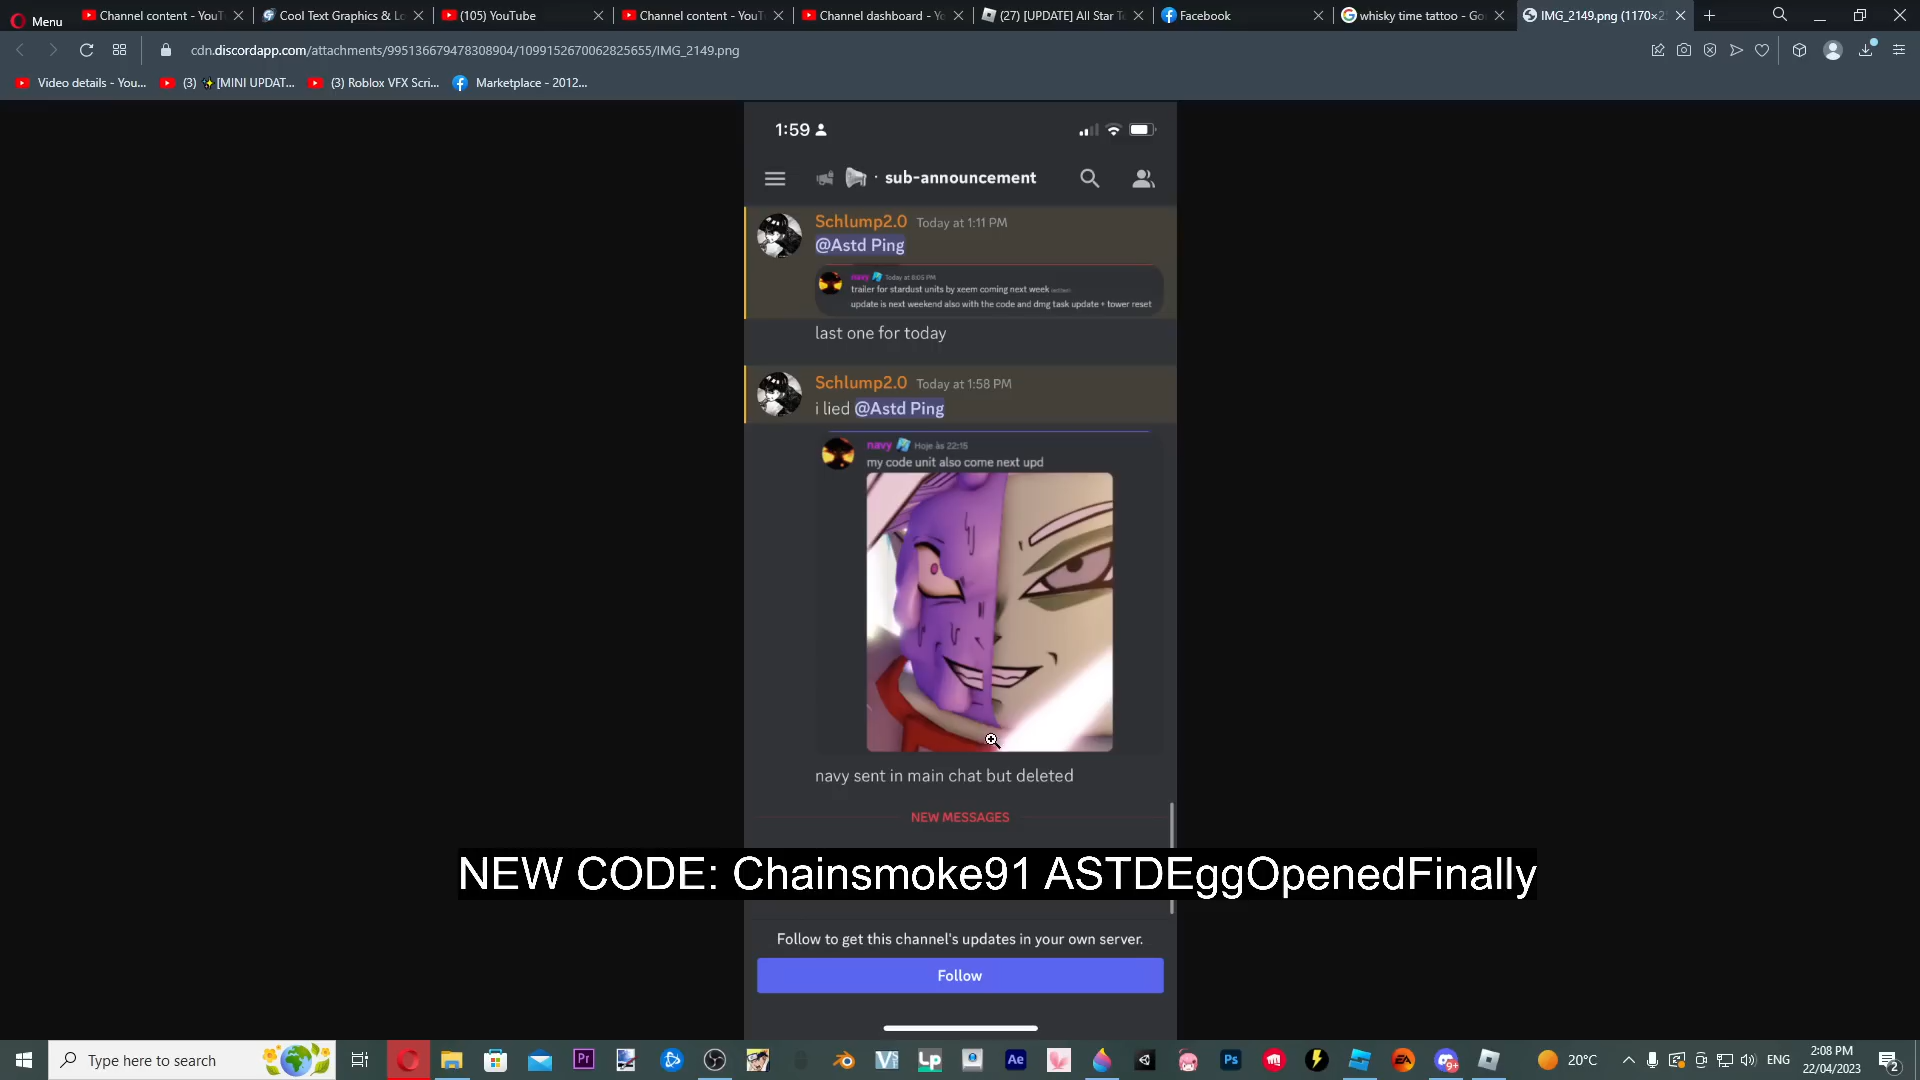 Menu
Channel content - YouT
Cool Text Graphics & Lo
(105) YouTube
Channel content - YouT
Channel dashboard - Yo
(27) [UPDATE] All Star To
Facebook
whisky time tattoo - Goo
IMG_2149.png (1170×25
cdn.discordapp.com/attachments/995136679478308904/1099152670062825655/IMG_2149.png
Video details - You...
(3) ✨[MINI UPDAT...
(3) Roblox VFX Scri...
Marketplace - 2012...
1:59
· sub-announcement
Schlump2.0 Today at 1:11 PM
@Astd Ping
navy Today at 8:05 PM
trailer for stardust units by xeem coming next week
update is next weekend also with the code and dmg task update + tower reset
last one for today
Schlump2.0 Today at 1:58 PM
i lied @Astd Ping
navy Hoje às 22:15
my code unit also come next upd
navy sent in main chat but deleted
NEW MESSAGES
NEW CODE: Chainsmoke91 ASTDEggOpenedFinally
Follow to get this channel's updates in your own server.
Follow
Type here to search
20°C
ENG
2:08 PM
22/04/2023
2